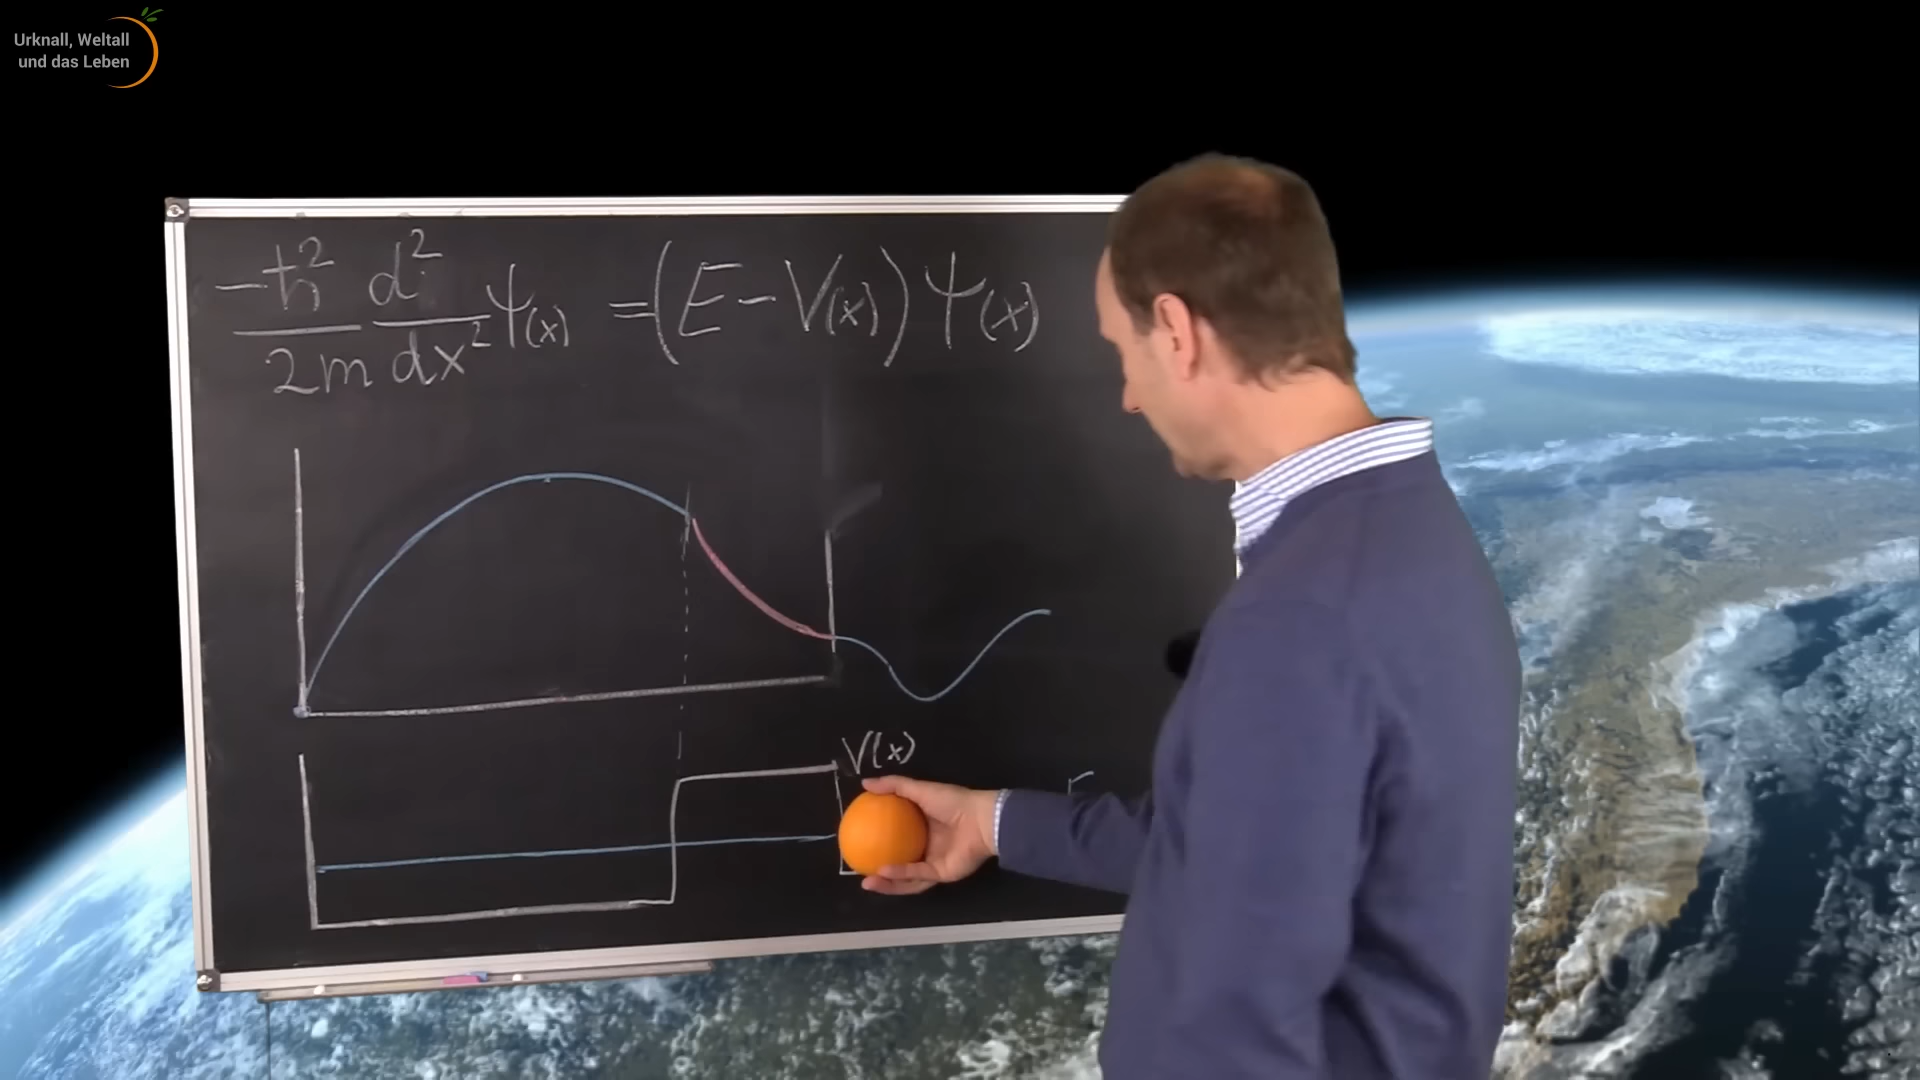 Urknall, Weltall
und das Leben
-ħ²/2m d²/dx² ψ(x) = (E - V(x)) Ψ(x)
V(x)